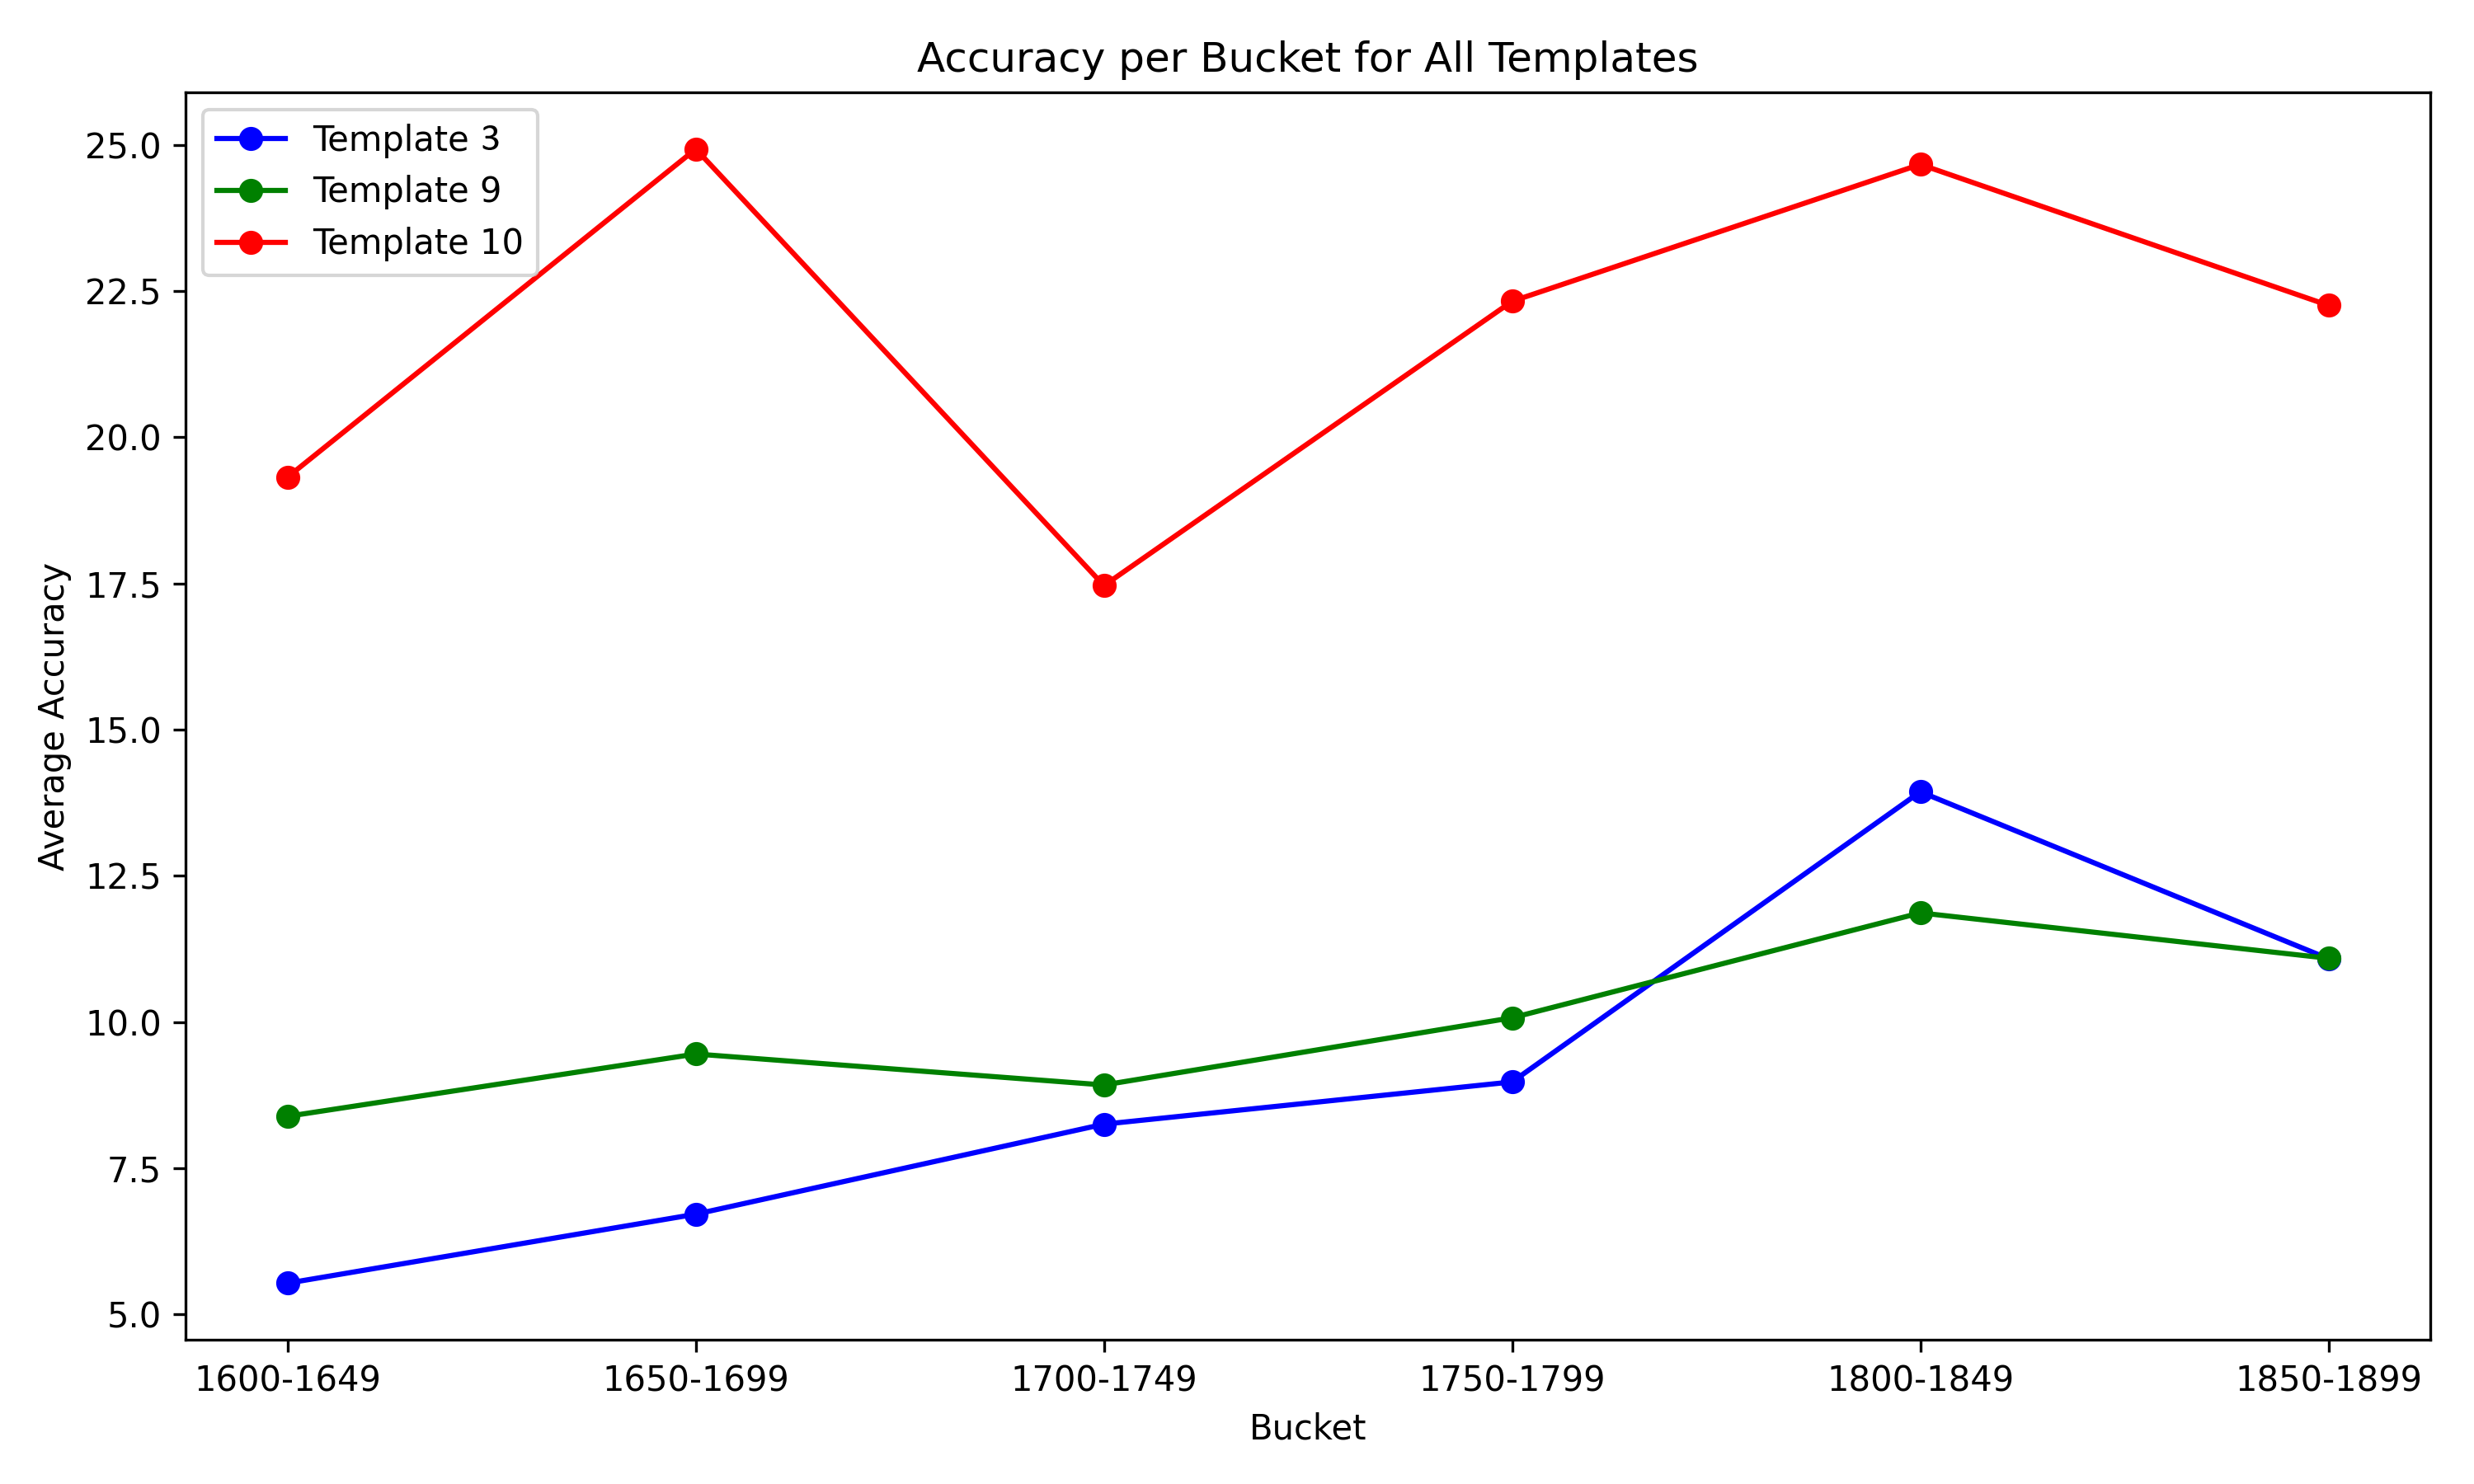 Accuracy per Bucket for All Templates
Template 3
Template 9
Template 10
25.0
22.5
20.0
17.5
15.0
12.5
10.0
7.5
5.0
Average Accuracy
1600-1649 1650-1699 1700-1749 1750-1799 1800-1849 1850-1899
Bucket